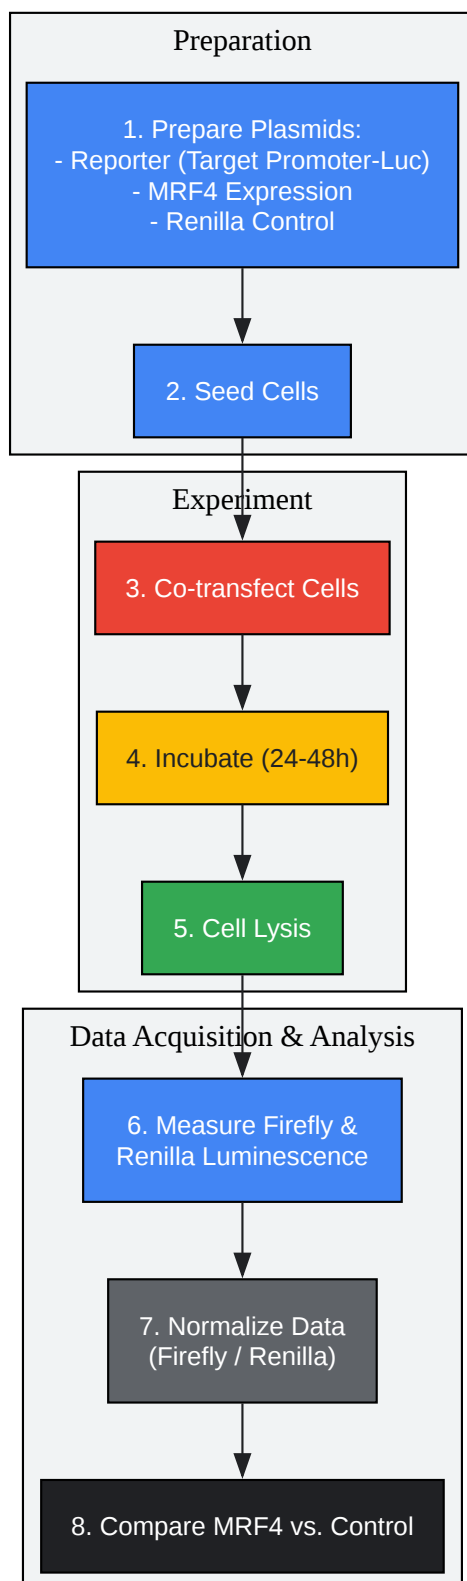 Preparation
1. Prepare Plasmids:
- Reporter (Target Promoter-Luc)
- MRF4 Expression
- Renilla Control
2. Seed Cells
Experiment
3. Co-transfect Cells
4. Incubate (24-48h)
5. Cell Lysis
Data Acquisition & Analysis
6. Measure Firefly &
Renilla Luminescence
7. Normalize Data
(Firefly / Renilla)
8. Compare MRF4 vs. Control